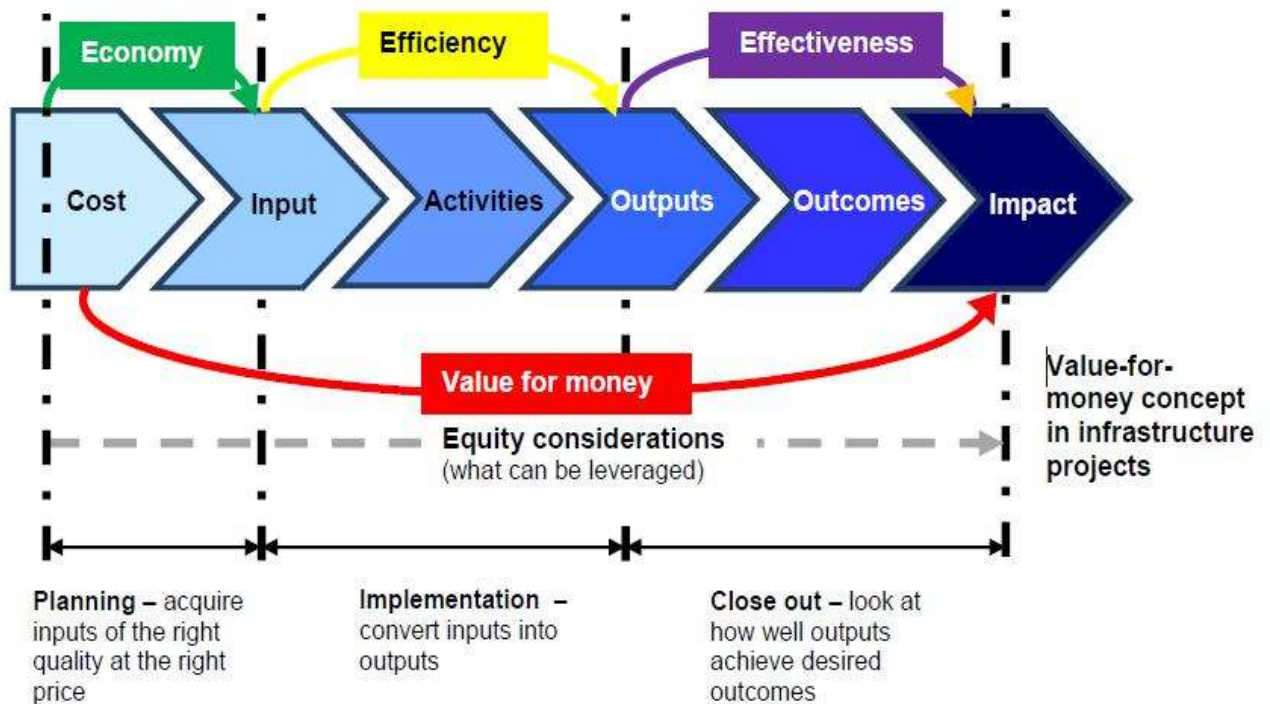 Economy
Efficiency
Effectiveness
Cost
Input
Activities
Outputs
Outcomes
Impact
Value for money
Equity considerations
(what can be leveraged)
Value-for-
money concept
in infrastructure
projects
Planning – acquire
inputs of the right
quality at the right
price
Implementation –
convert inputs into
outputs
Close out – look at
how well outputs
achieve desired
outcomes